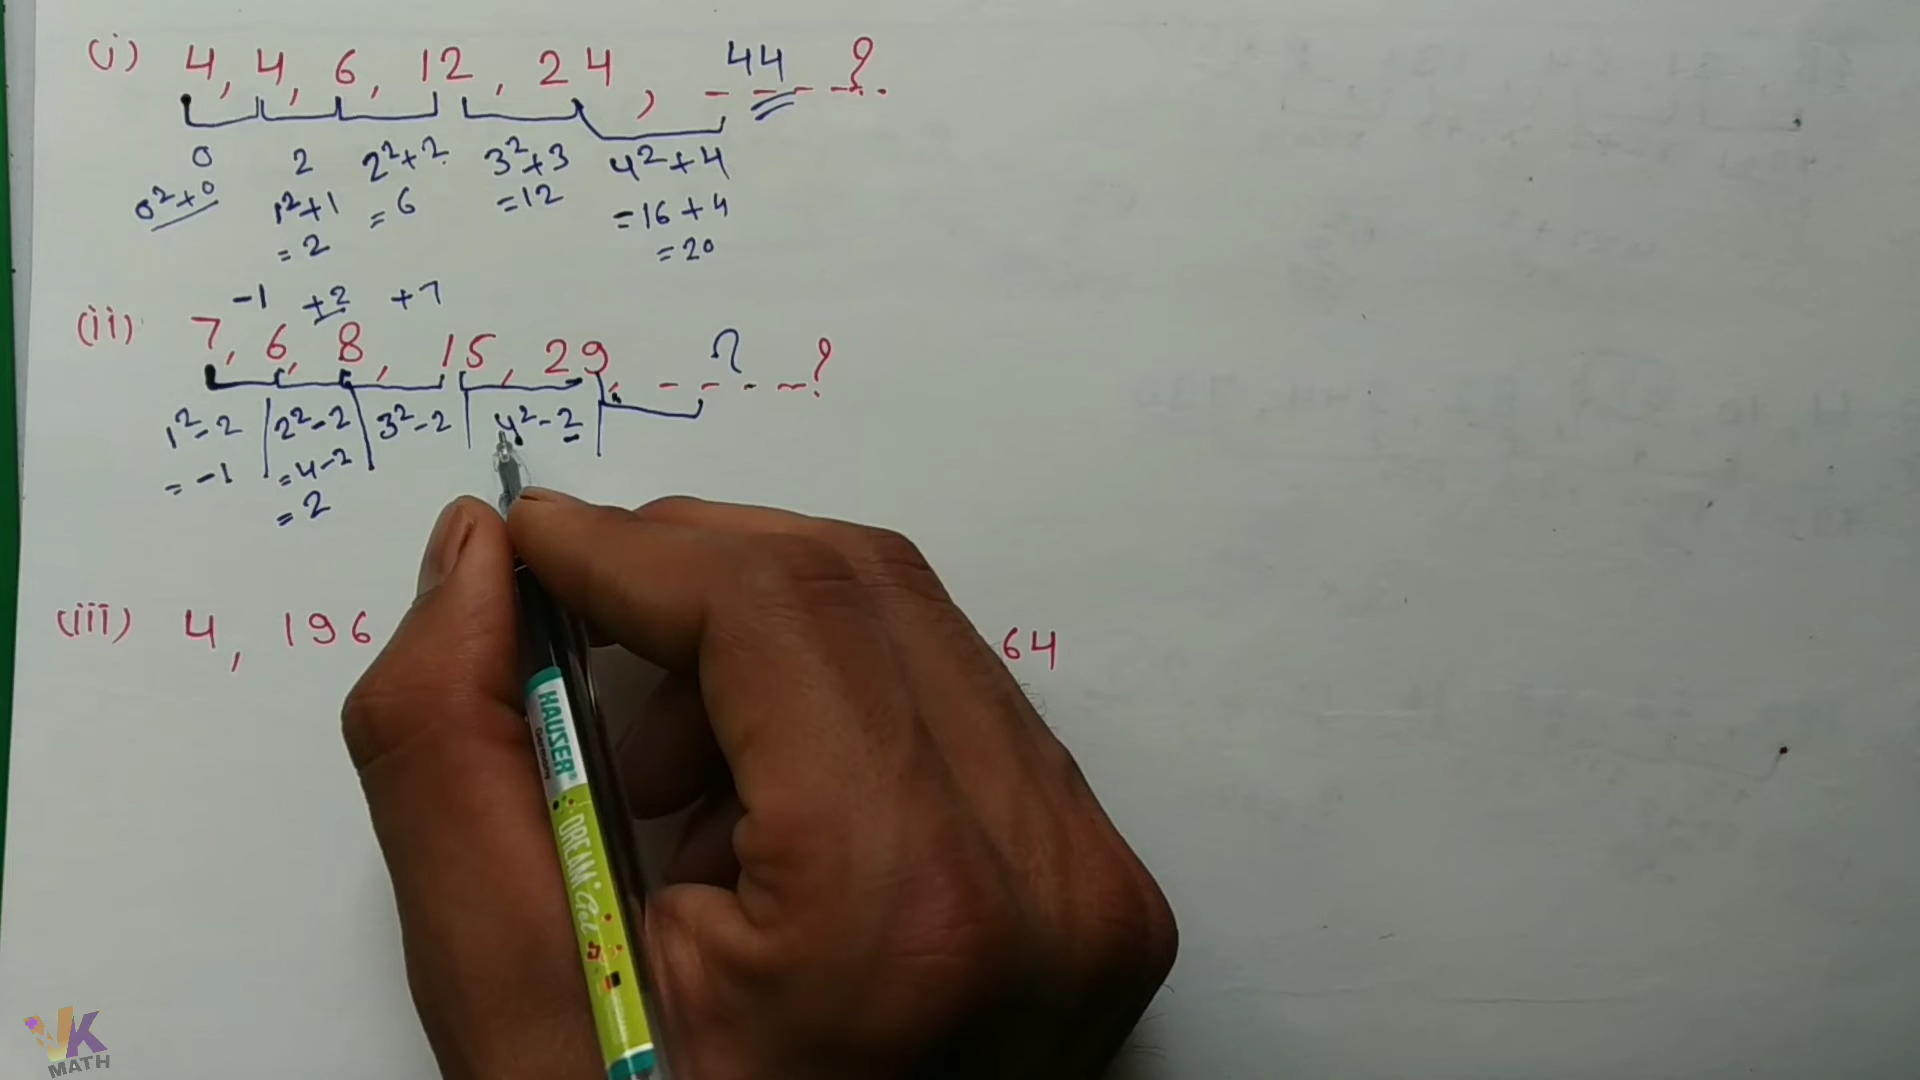 (i) 4, 4, 6, 12, 24, 44 ?
0 2 2²+2 3²+3 4²+4
0²+0 1²+1 = 6 =12 =16+4
= 2 =20
-1 +2 +7
(ii) 7, 6, 8, 15, 29, ? ?
1²-2 2²-2 3²-2 4²-2
= -1 =4-2
= 2
(iii) 4, 196 64
HAUSER
Germany
DREAM Gel
VK
MATH